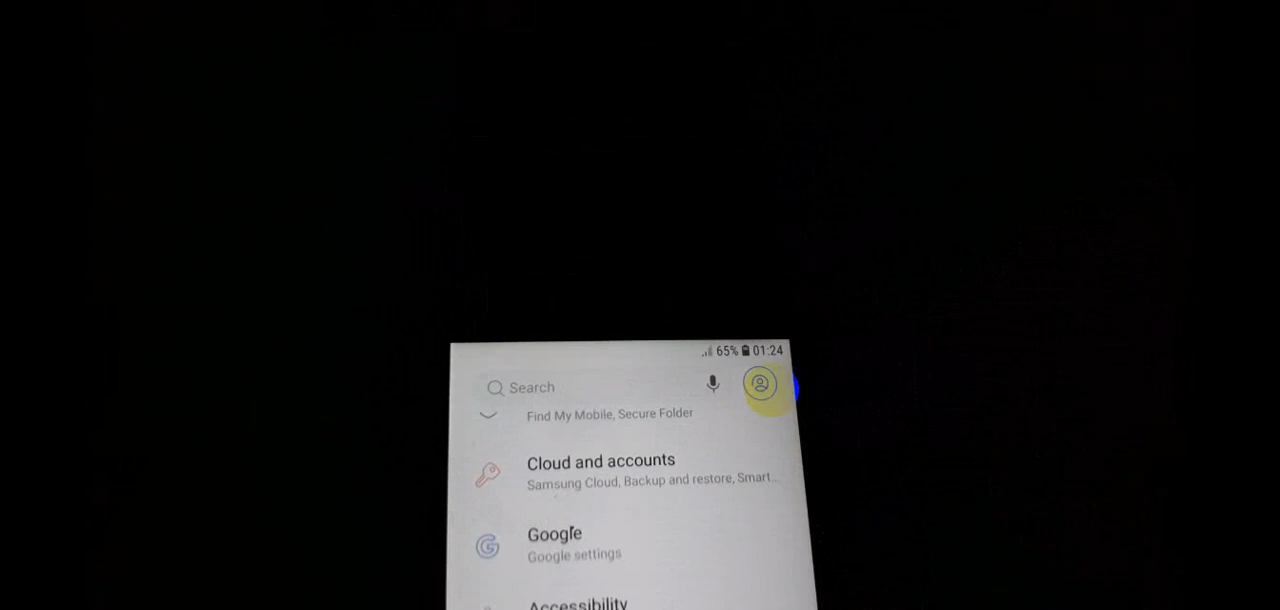 65% 01:24
Search
Find My Mobile, Secure Folder
Cloud and accounts
Samsung Cloud, Backup and restore, Smart...
Google
Google settings
Accessibility